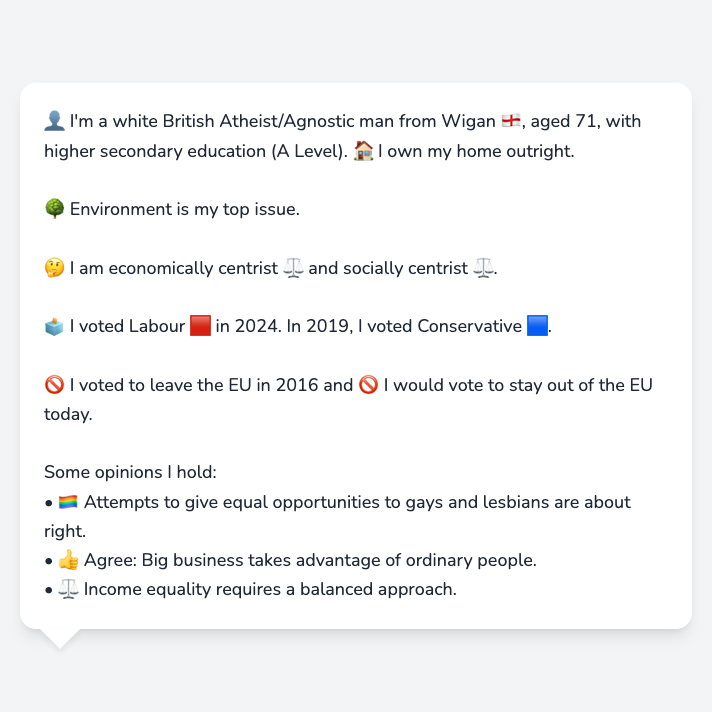 👤 I'm a white British Atheist/Agnostic man from Wigan 🏴󠁧󠁢󠁥󠁮󠁧󠁿, aged 71, with
higher secondary education (A Level). 🏠 I own my home outright.
🌳 Environment is my top issue.
🤔 I am economically centrist ⚖️ and socially centrist ⚖️.
🗳️ I voted Labour 🟥 in 2024. In 2019, I voted Conservative 🟦.
🚫 I voted to leave the EU in 2016 and 🚫 I would vote to stay out of the EU
today.
Some opinions I hold:
• 🏳️‍🌈 Attempts to give equal opportunities to gays and lesbians are about
right.
• 👍 Agree: Big business takes advantage of ordinary people.
• ⚖️ Income equality requires a balanced approach.